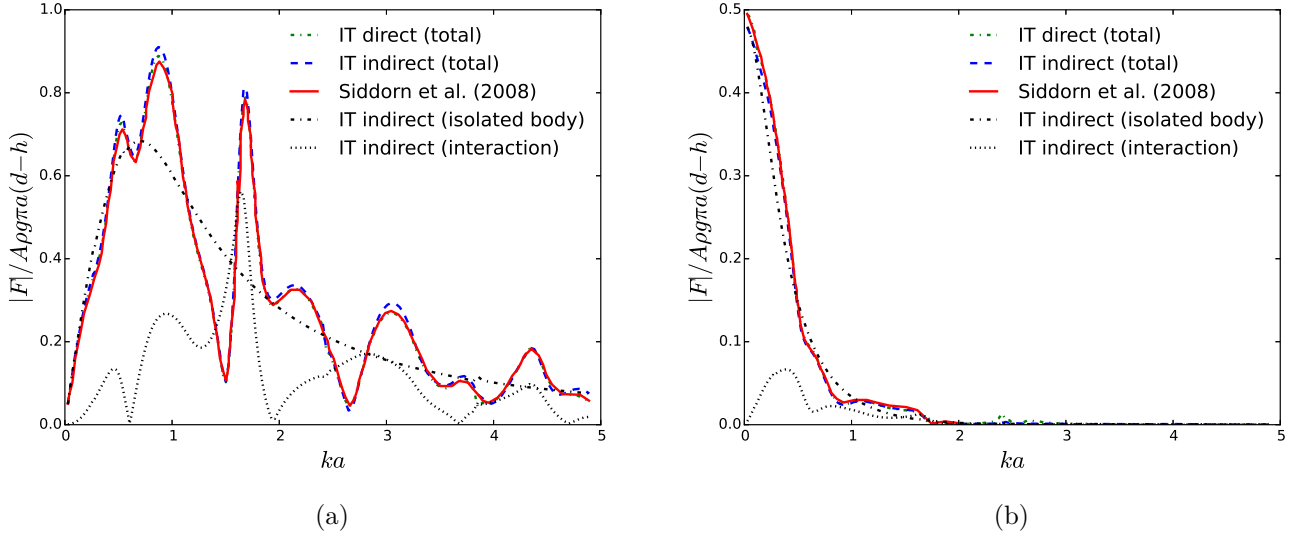 1.0
0.8
0.6
0.4
0.2
0.0
0 1 2 3 4 5
|F|/Aρgπa(d−h)
ka
IT direct (total)
IT indirect (total)
Siddorn et al. (2008)
IT indirect (isolated body)
IT indirect (interaction)
(a)
0.5
0.4
0.3
0.2
0.1
0.0
0 1 2 3 4 5
|F|/Aρgπa(d−h)
ka
IT direct (total)
IT indirect (total)
Siddorn et al. (2008)
IT indirect (isolated body)
IT indirect (interaction)
(b)